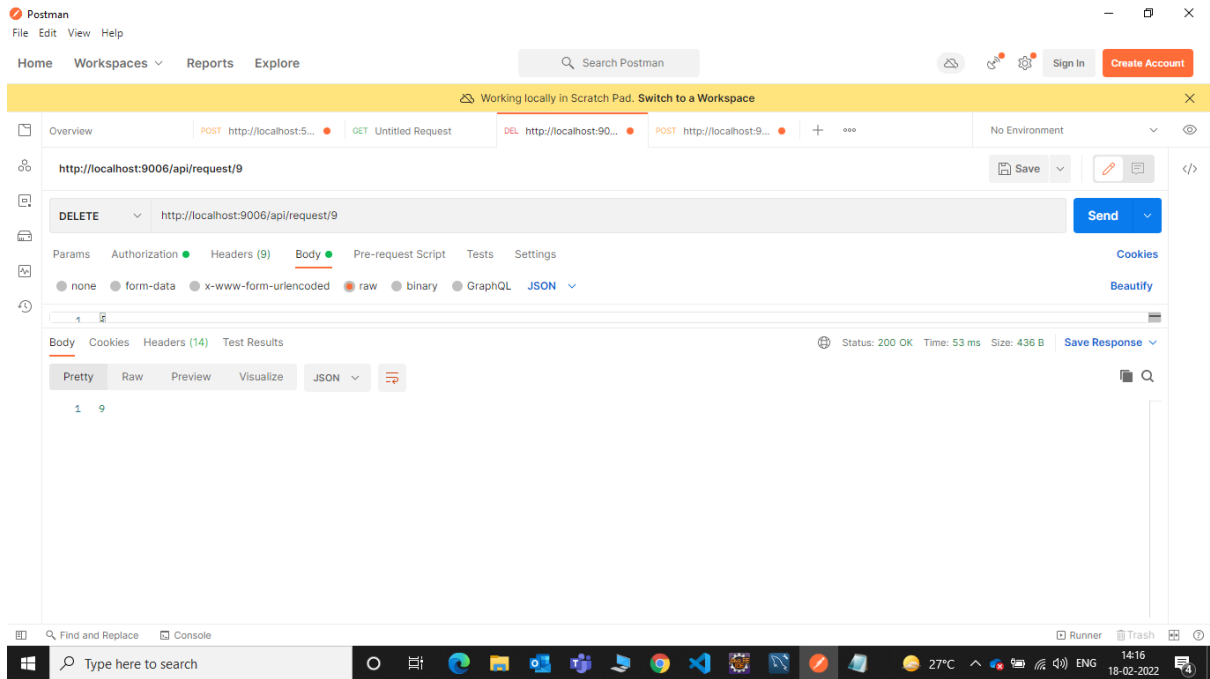 Postman
File Edit View Help
Home Workspaces Reports Explore Search Postman Sign In Create Account
Working locally in Scratch Pad. Switch to a Workspace
Overview POST http://localhost:5... GET Untitled Request DEL http://localhost:90... POST http://localhost:9... No Environment
http://localhost:9006/api/request/9 Save
DELETE http://localhost:9006/api/request/9 Send
Params Authorization Headers (9) Body Pre-request Script Tests Settings Cookies
none form-data x-www-form-urlencoded raw binary GraphQL JSON Beautify
Body Cookies Headers (14) Test Results Status: 200 OK Time: 53 ms Size: 436 B Save Response
Pretty Raw Preview Visualize JSON
1 9
Find and Replace Console Runner Trash
Type here to search 27°C ENG 14:16
18-02-2022 4